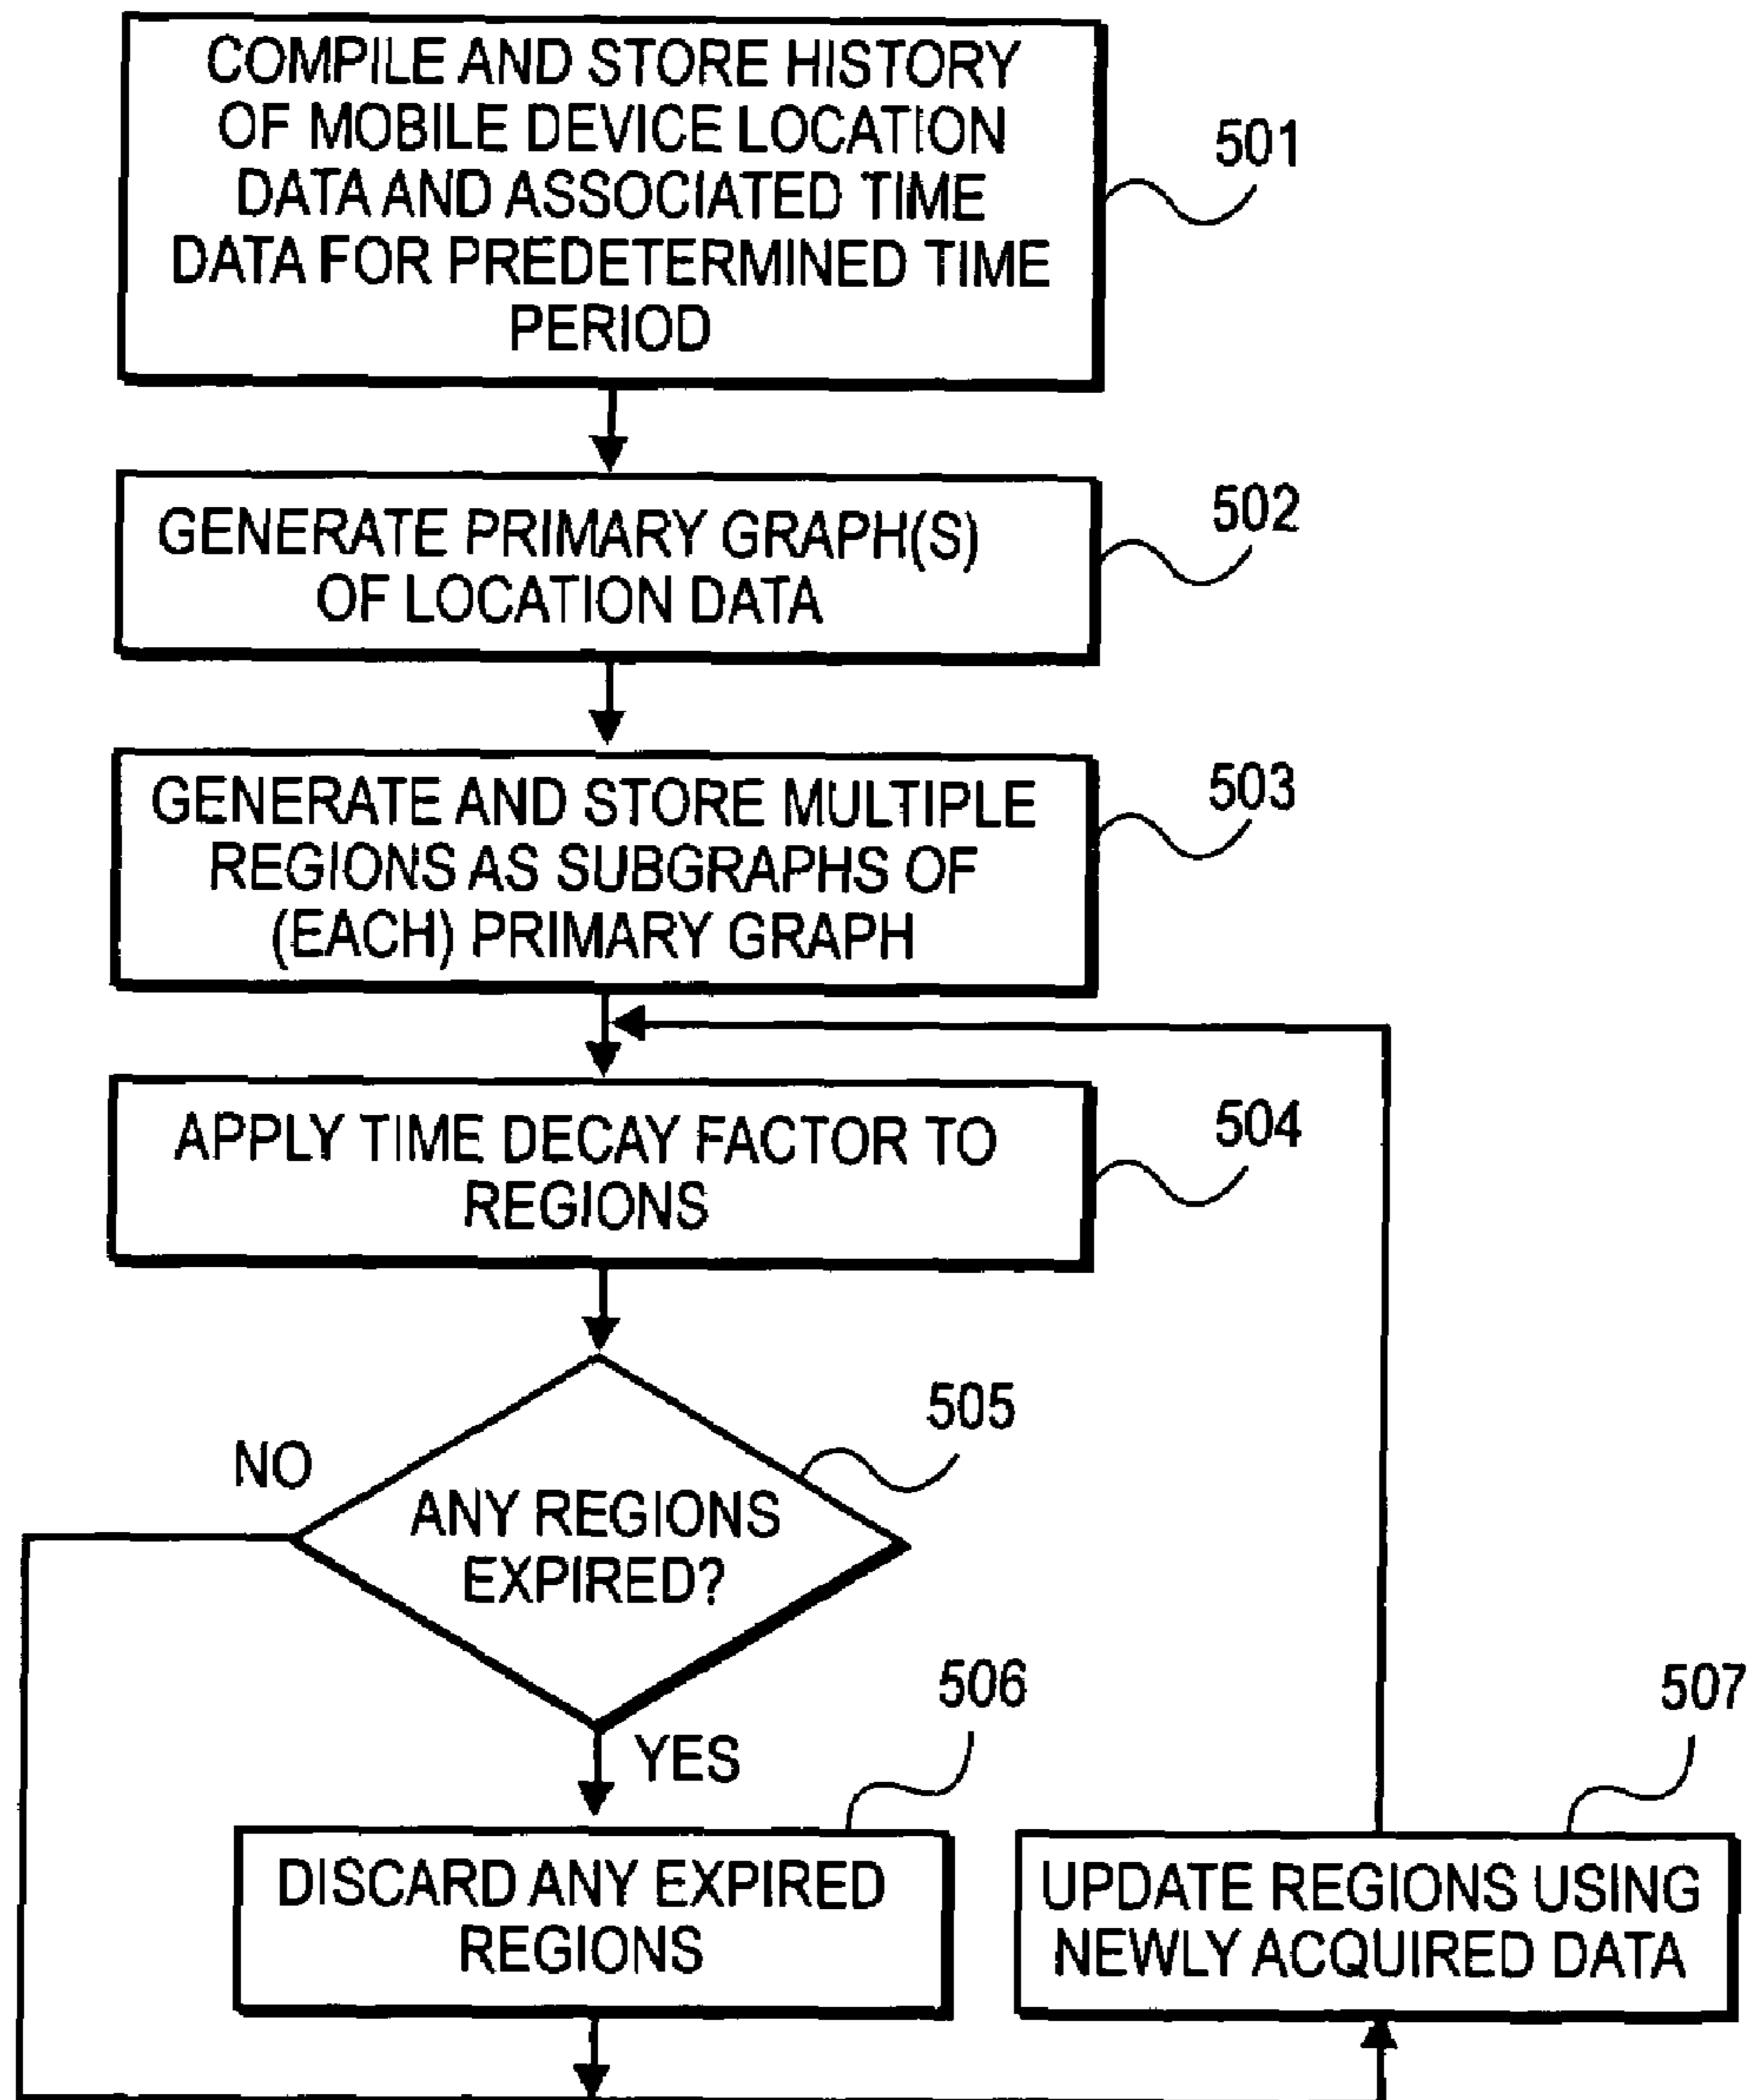 COMPILE AND STORE HISTORY
OF MOBILE DEVICE LOCATION
DATA AND ASSOCIATED TIME
DATA FOR PREDETERMINED TIME
PERIOD
501
GENERATE PRIMARY GRAPH(S)
OF LOCATION DATA
502
GENERATE AND STORE MULTIPLE
REGIONS AS SUBGRAPHS OF
(EACH) PRIMARY GRAPH
503
APPLY TIME DECAY FACTOR TO
REGIONS
504
ANY REGIONS
EXPIRED?
505
NO
YES
DISCARD ANY EXPIRED
REGIONS
506
UPDATE REGIONS USING
NEWLY ACQUIRED DATA
507